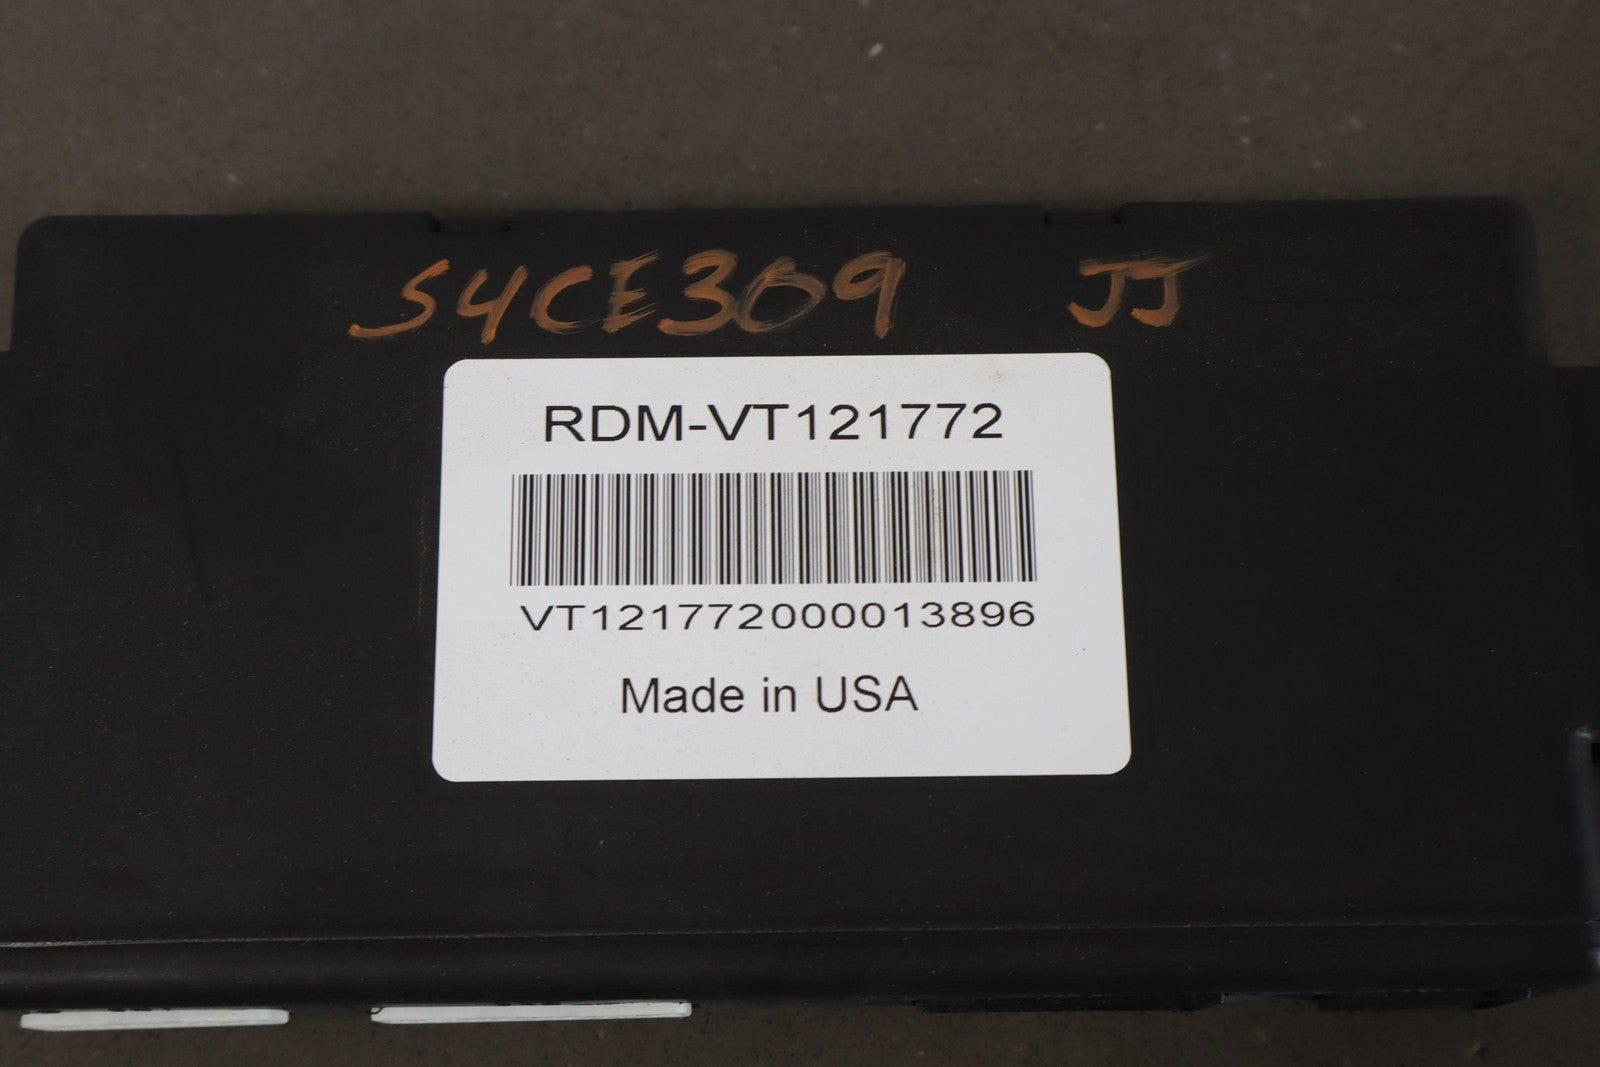 S4CE309 JJ
RDM-VT121772
VT121772000013896
Made in USA